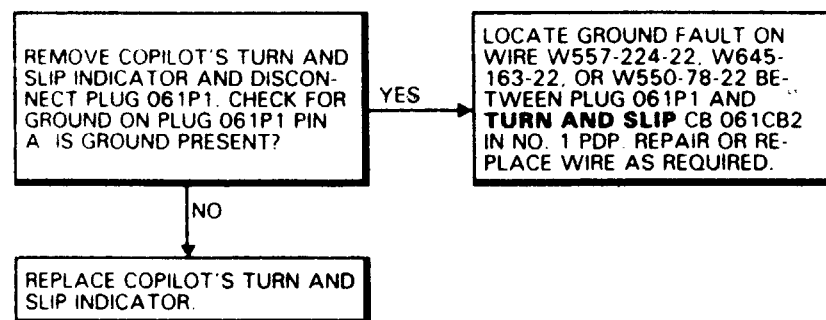 REMOVE COPILOT'S TURN AND
SLIP INDICATOR AND DISCON-
NECT PLUG 061P1. CHECK FOR
GROUND ON PLUG 061P1 PIN
A IS GROUND PRESENT?
YES
LOCATE GROUND FAULT ON
WIRE W557-224-22, W645-
163-22, OR W550-78-22 BE-
TWEEN PLUG 061P1 AND
TURN AND SLIP CB 061CB2
IN NO. 1 PDP. REPAIR OR RE-
PLACE WIRE AS REQUIRED.
NO
REPLACE COPILOT'S TURN AND
SLIP INDICATOR.